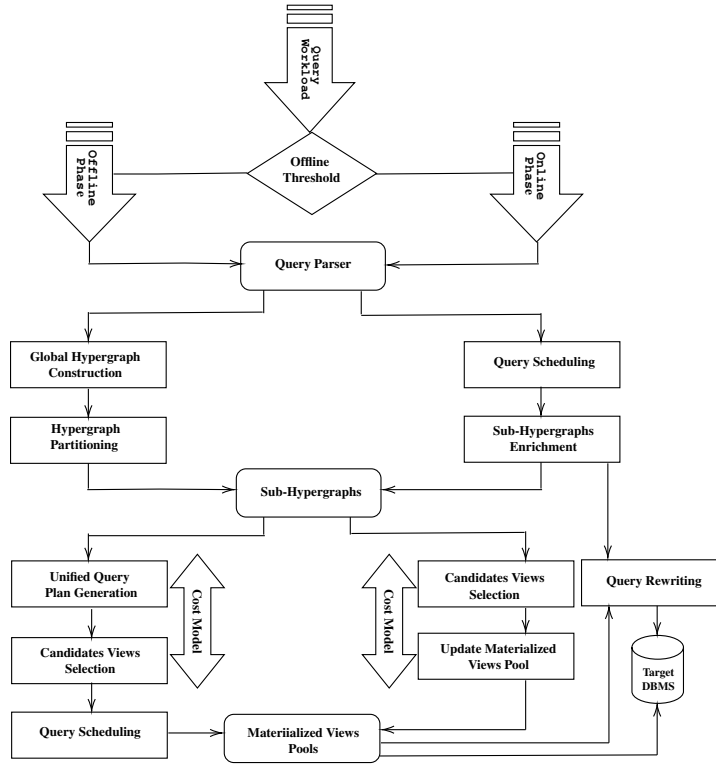 Query
Workload
Offline
Threshold
Offline
Phase
Online
Phase
Query Parser
Global Hypergraph
Construction
Query Scheduling
Hypergraph
Partitioning
Sub-Hypergraphs
Enrichment
Sub-Hypergraphs
Unified Query
Plan Generation
Cost Model
Cost Model
Candidates Views
Selection
Query Rewriting
Candidates Views
Selection
Update Materialized
Views Pool
Target
DBMS
Query Scheduling
Materiialized Views
Pools